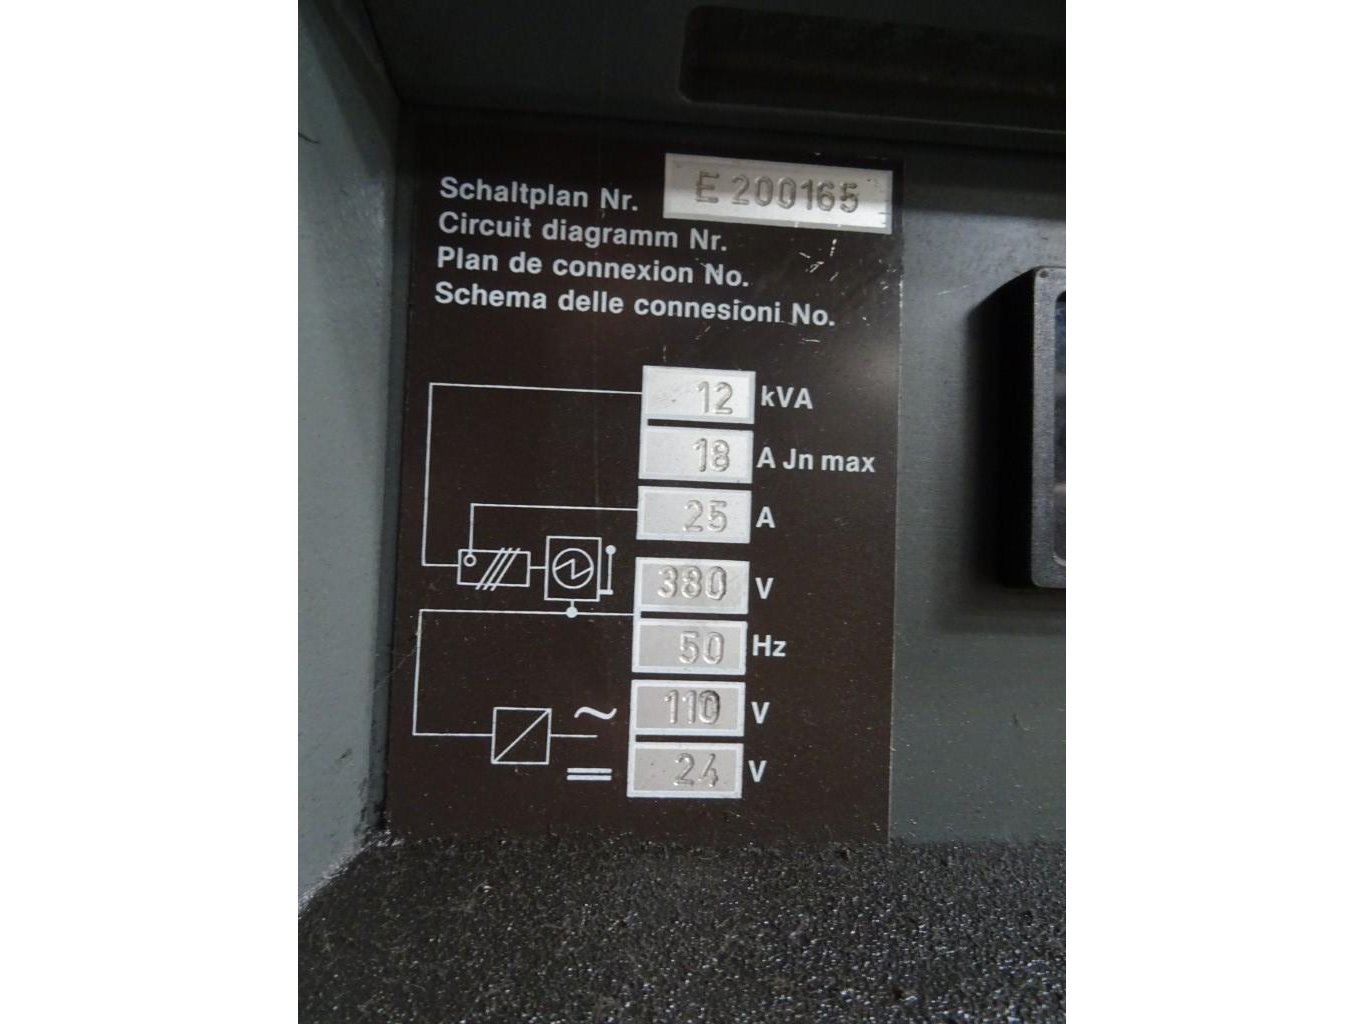 Schaltplan Nr. E 200165
Circuit diagramm Nr.
Plan de connexion No.
Schema delle connesioni No.
12 kVA
18 A Jn max
25 A
380 V
50 Hz
~ 110 V
= 24 V